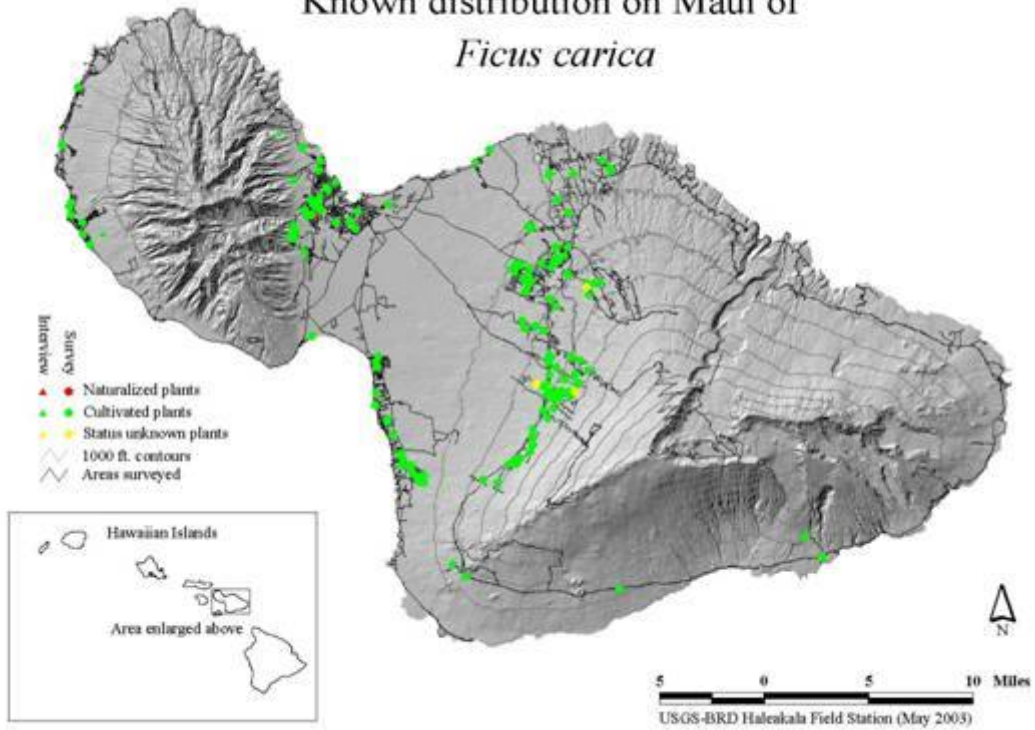 Known distribution on Maui of
Ficus carica
Interview
Survey
Naturalized plants
Cultivated plants
Status unknown plants
1000 ft. contours
Areas surveyed
Hawaiian Islands
Area enlarged above
N
5 0 5 10 Miles
USGS-BRD Haleakala Field Station (May 2003)